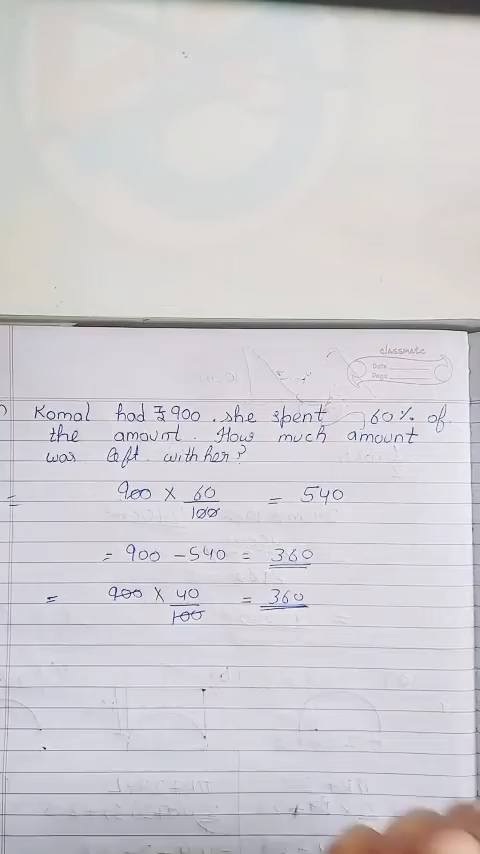 classmate
Date
Page
Komal had ₹900. she spent 60% of
the amount. How much amount
was left with her?
= 900 × 60/100 = 540
= 900 - 540 = 360
= 900 × 40/100 = 360